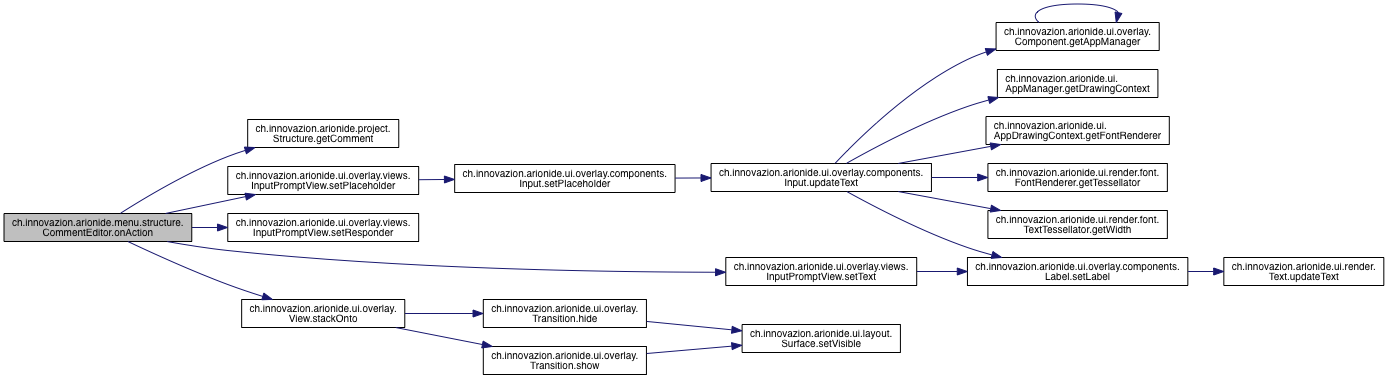 ch.innovazion.arionide.menu.structure.
CommentEditor.onAction
ch.innovazion.arionide.project.
Structure.getComment
ch.innovazion.arionide.ui.overlay.views.
InputPromptView.setPlaceholder
ch.innovazion.arionide.ui.overlay.views.
InputPromptView.setResponder
ch.innovazion.arionide.ui.overlay.
View.stackOnto
ch.innovazion.arionide.ui.overlay.components.
Input.setPlaceholder
ch.innovazion.arionide.ui.overlay.
Transition.hide
ch.innovazion.arionide.ui.overlay.
Transition.show
ch.innovazion.arionide.ui.overlay.components.
Input.updateText
ch.innovazion.arionide.ui.overlay.views.
InputPromptView.setText
ch.innovazion.arionide.ui.layout.
Surface.setVisible
ch.innovazion.arionide.ui.overlay.
Component.getAppManager
ch.innovazion.arionide.ui.
AppManager.getDrawingContext
ch.innovazion.arionide.ui.
AppDrawingContext.getFontRenderer
ch.innovazion.arionide.ui.render.font.
FontRenderer.getTessellator
ch.innovazion.arionide.ui.render.font.
TextTessellator.getWidth
ch.innovazion.arionide.ui.overlay.components.
Label.setLabel
ch.innovazion.arionide.ui.render.
Text.updateText